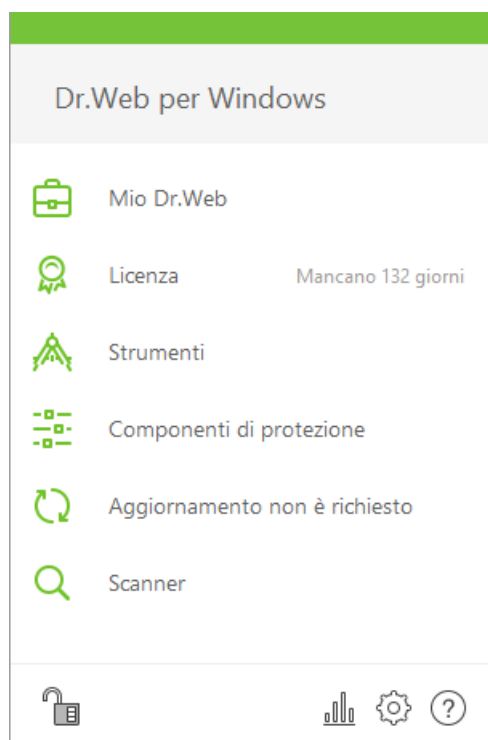 Dr.Web per Windows
Mio Dr.Web
Licenza Mancano 132 giorni
Strumenti
Componenti di protezione
Aggiornamento non è richiesto
Scanner
?